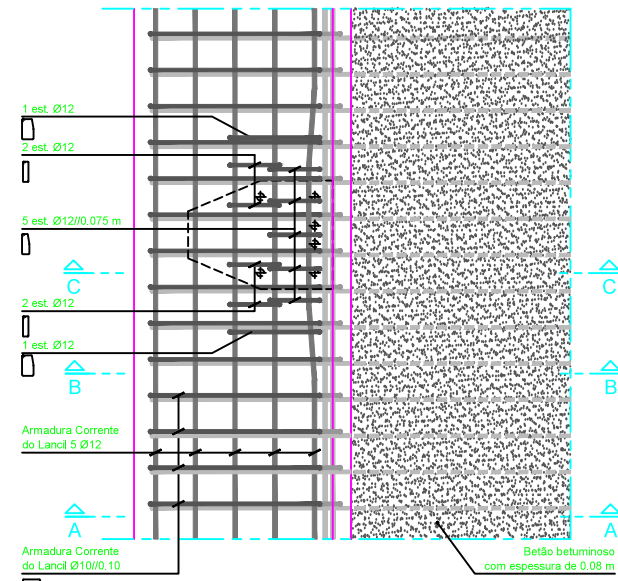 1 est. Ø12
2 est. Ø12
5 est. Ø12//0.075 m
C C
2 est. Ø12
1 est. Ø12
B B
Armadura Corrente
do Lancil 5 Ø12
A A
Armadura Corrente
do Lancil Ø10//0.10
Betão betuminoso
com espessura de 0.08 m